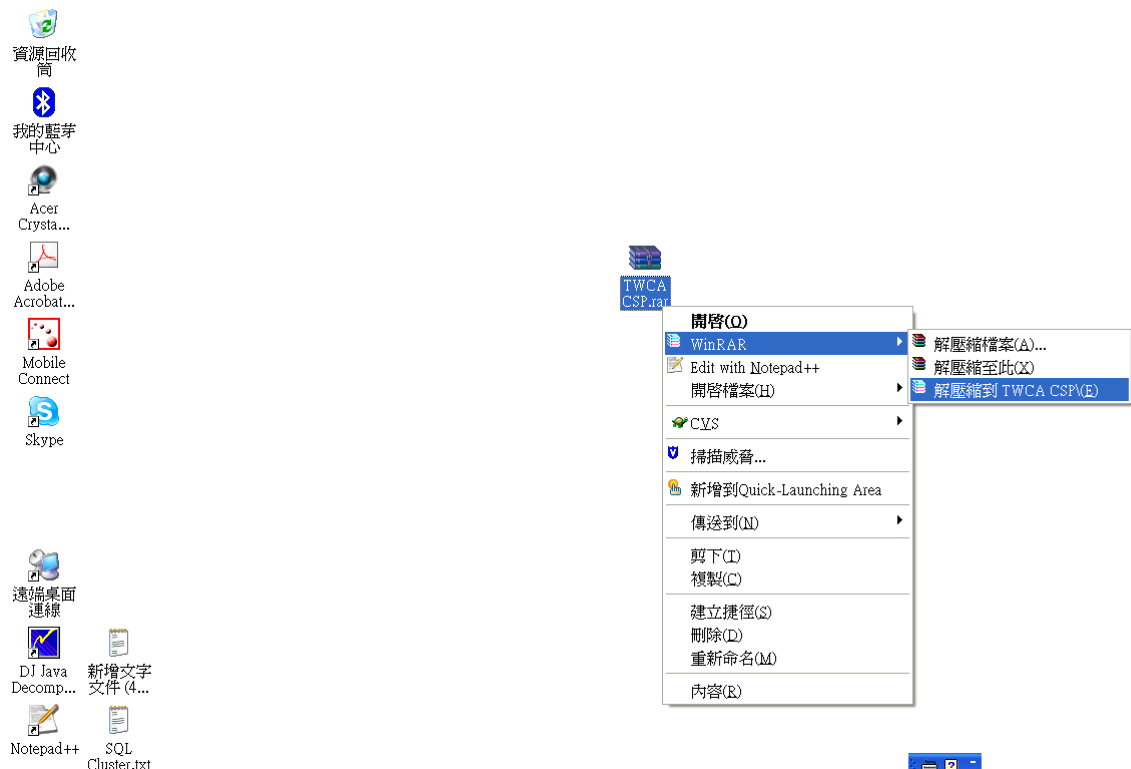 資源回收
筒
我的藍芽
中心
Acer
Crysta...
Adobe
Acrobat...
Mobile
Connect
Skype
遠端桌面
連線
DJ Java
Decomp...
新增文字
文件 (4...
Notepad++
SQL
Cluster.txt
TWCA
CSP.rar
開啓(O)
WinRAR
Edit with Notepad++
開啓檔案(H)
CVS
掃描威脅...
新增到Quick-Launching Area
傳送到(N)
剪下(T)
複製(C)
建立捷徑(S)
刪除(D)
重新命名(M)
內容(R)
解壓縮檔案(A)...
解壓縮至此(X)
解壓縮到 TWCA CSP\(E)